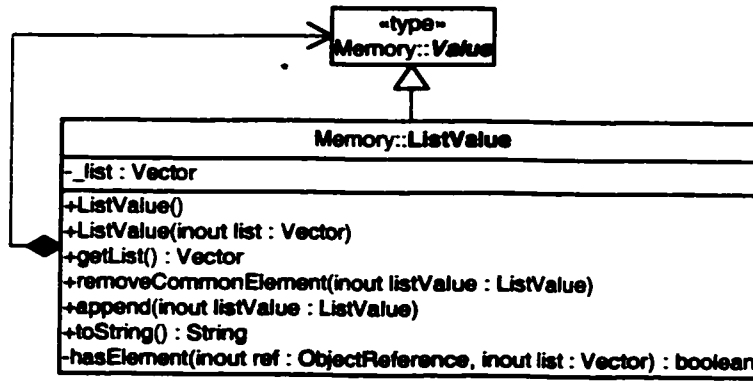 «type»
Memory::Value
Memory::ListValue
-_list : Vector
+ListValue()
+ListValue(inout list : Vector)
+getList() : Vector
+removeCommonElement(inout listValue : ListValue)
+append(inout listValue : ListValue)
+toString() : String
-hasElement(inout ref : ObjectReference, inout list : Vector) : boolean